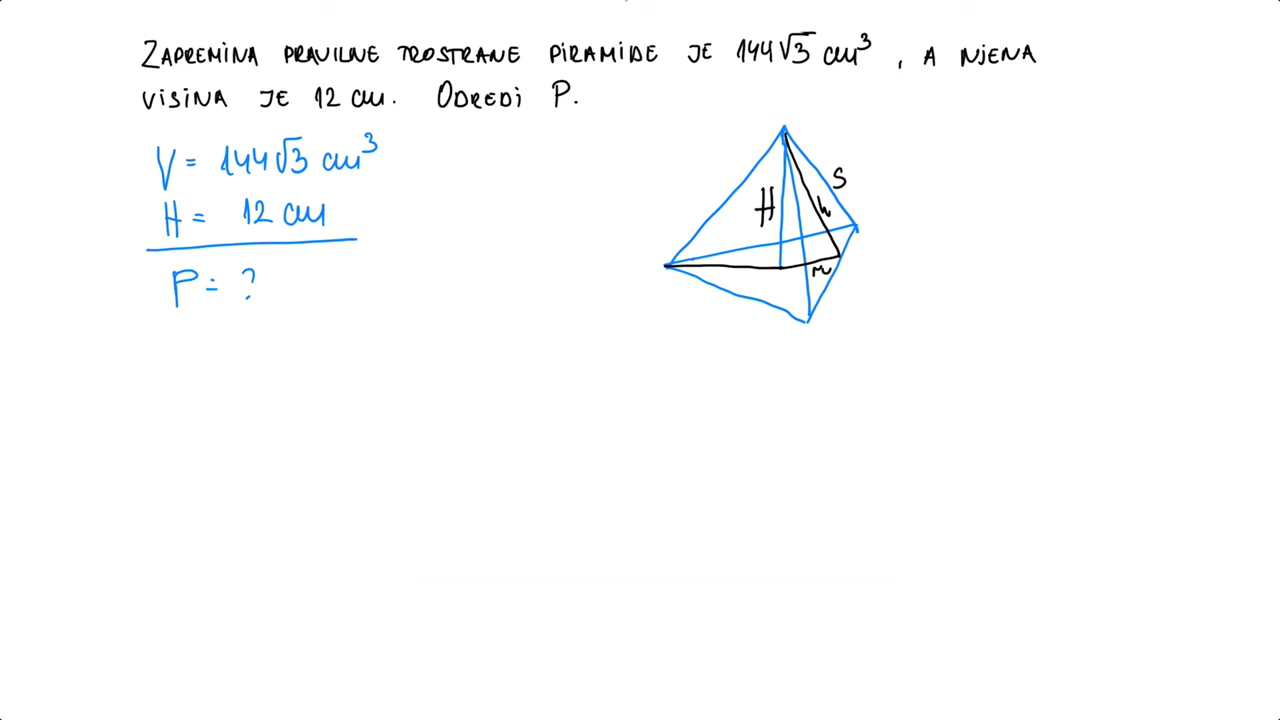 ZAPREMINA PRAVILNE TROSTRANE PIRAMIDE JE 144√3 cm³, A NJENA
VISINA JE 12 cm. ODREDI P.
V = 144√3 cm³
H = 12 cm
P = ?
S
H
h
r